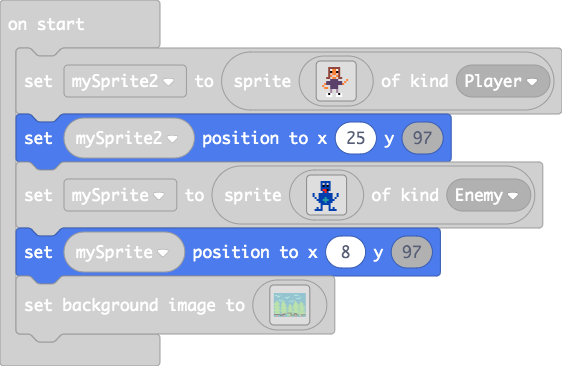 on start
set mySprite2 to sprite of kind Player
set mySprite2 position to x 25 y 97
set mySprite to sprite of kind Enemy
set mySprite position to x 8 y 97
set background image to